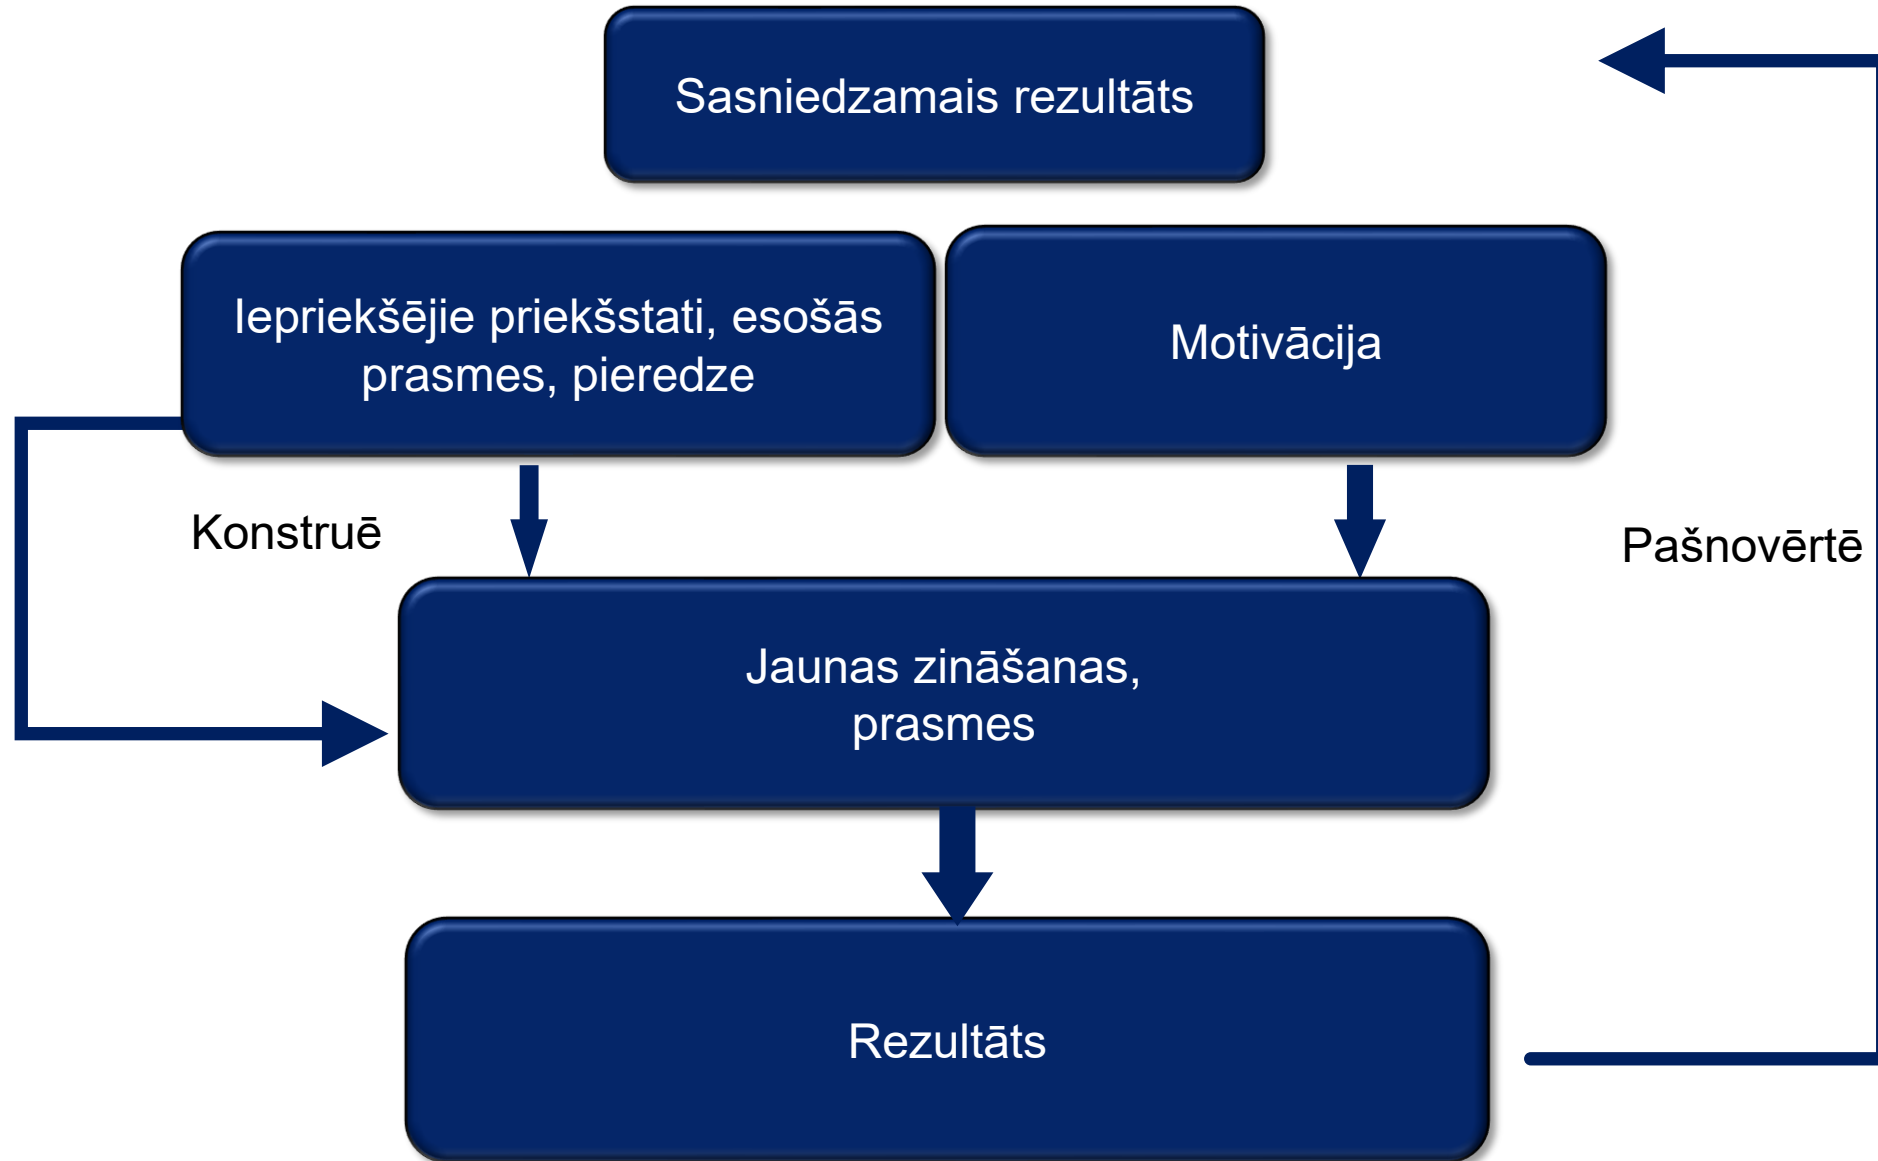 Sasniedzamais rezultāts
Iepriekšējie priekšstati, esošās
prasmes, pieredze
Motivācija
Konstruē
Pašnovērtē
Jaunas zināšanas,
prasmes
Rezultāts